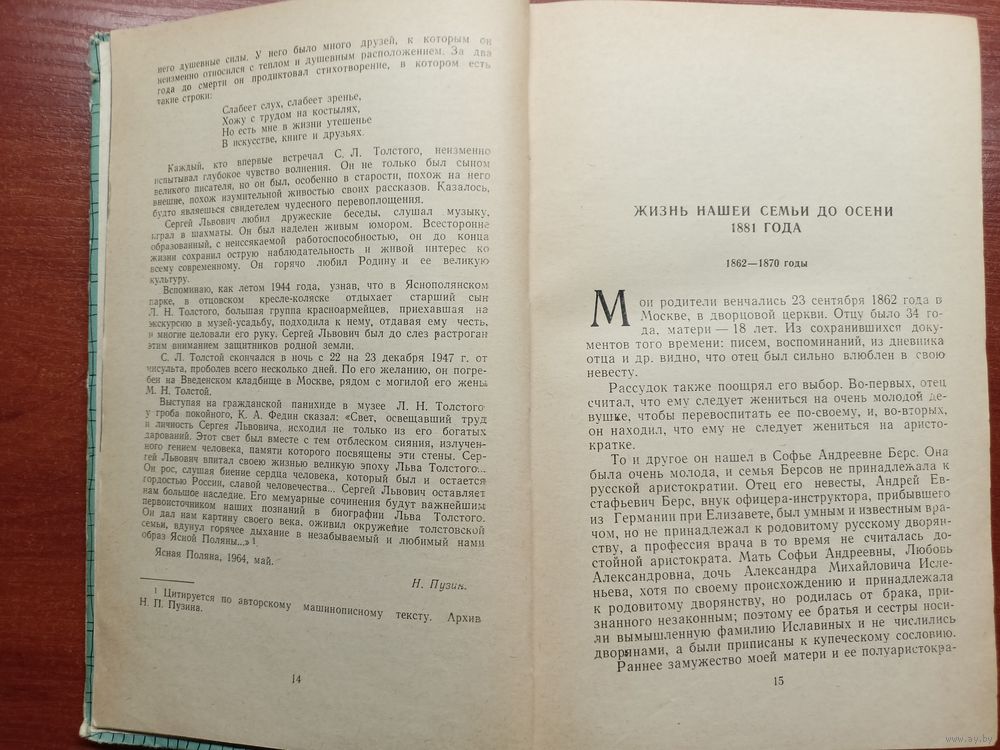 него душевные силы. У него было много друзей, к которым он
неизменно относился с теплом и душевным расположением. За два
года до смерти он продиктовал стихотворение, в котором есть
такие строки:
Слабеет слух, слабеет зренье,
Хожу с трудом на костылях,
Но есть мне в жизни утешенье
В искусстве, книге и друзьях.
Каждый, кто впервые встречал С. Л. Толстого, неизменно
испытывал глубокое чувство волнения. Он не только был сыном
великого писателя, но он был, особенно в старости, похож на него
внешне, похож изумительной живостью своих рассказов. Казалось,
будто являешься свидетелем чудесного перевоплощения.
Сергей Львович любил дружеские беседы, слушал музыку,
играл в шахматы. Он был наделен живым юмором. Всесторонне
образованный, с неиссякаемой работоспособностью, он до конца
жизни сохранил острую наблюдательность и живой интерес ко
всему современному. Он горячо любил Родину и ее великую
культуру.
Вспоминаю, как летом 1944 года, узнав, что в Яснополянском
парке, в отцовском кресле-коляске отдыхает старший сын
Л. Н. Толстого, большая группа красноармейцев, приехавшая на
экскурсию в музей-усадьбу, подходила к нему, отдавая ему честь,
и многие целовали его руку. Сергей Львович был до слез растроган
этим вниманием защитников родной земли.
С. Л. Толстой скончался в ночь с 22 на 23 декабря 1947 г. от
инсульта, проболев всего несколько дней. По его желанию, он погре-
бен на Введенском кладбище в Москве, рядом с могилой его жены
М. Н. Толстой.
Выступая на гражданской панихиде в музее Л. Н. Толстого
у гроба покойного, К. А. Федин сказал: «Свет, освещавший труд
и личность Сергея Львовича, исходил не только из его богатых
дарований. Этот свет был вместе с тем отблеском сияния, излучен-
ного гением человека, памяти которого посвящены эти стены. Сер-
гей Львович впитал своею жизнью великую эпоху Льва Толстого...
Он рос, слушая биение сердца человека, который был и остается
гордостью России, славой человечества... Сергей Львович оставляет
нам большое наследие. Его мемуарные сочинения будут важнейшим
первоисточником наших познаний в биографии Льва Толстого.
Он дал нам картину своего века, оживил окружение толстовской
семьи, вдунул горячее дыхание в незабываемый и любимый нами
образ Ясной Поляны...» 1
Ясная Поляна, 1964, май.
Н. Пузин.
1 Цитируется по авторскому машинописному тексту. Архив
Н. П. Пузина.
14
ЖИЗНЬ НАШЕЙ СЕМЬИ ДО ОСЕНИ
1881 ГОДА
1862—1870 годы
Мои родители венчались 23 сентября 1862 года в
Москве, в дворцовой церкви. Отцу было 34 го-
да, матери — 18 лет. Из сохранившихся доку-
ментов того времени: писем, воспоминаний, из дневника
отца и др. видно, что отец был сильно влюблен в свою
невесту.
Рассудок также поощрял его выбор. Во-первых, отец
считал, что ему следует жениться на очень молодой де-
вушке, чтобы перевоспитать ее по-своему, и, во-вторых,
он находил, что ему не следует жениться на аристо-
кратке.
То и другое он нашел в Софье Андреевне Берс. Она
была очень молода, и семья Берсов не принадлежала к
русской аристократии. Отец его невесты, Андрей Ев-
стафьевич Берс, внук офицера-инструктора, прибывшего
из Германии при Елизавете, был умным и известным вра-
чом, но не принадлежал к родовитому русскому дворян-
ству, а профессия врача в то время не считалась до-
стойной аристократа. Мать Софьи Андреевны, Любовь
Александровна, дочь Александра Михайловича Исле-
ньева, хотя по своему происхождению и принадлежала
к родовитому дворянству, но родилась от брака, при-
знанного незаконным; поэтому ее братья и сестры носи-
ли вымышленную фамилию Иславиных и не числились
дворянами, а были приписаны к купеческому сословию.
Раннее замужество моей матери и ее полуаристокра-
15
www.ay.by